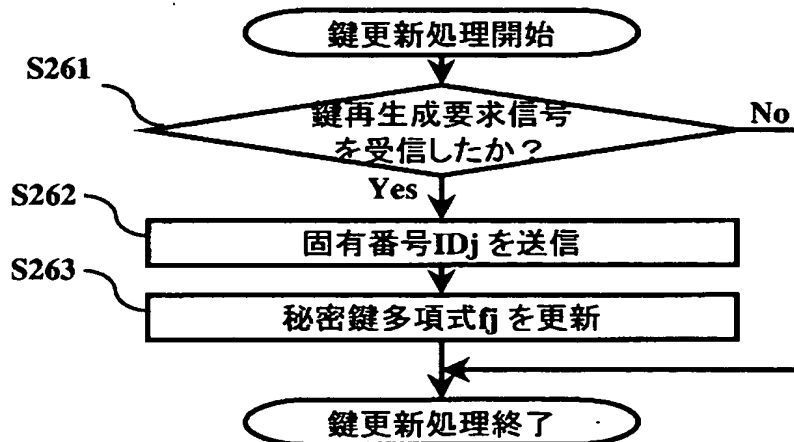 鍵更新処理開始
S261
鍵再生成要求信号
を受信したか？
No
Yes
S262
固有番号IDj を送信
S263
秘密鍵多項式fj を更新
鍵更新処理終了